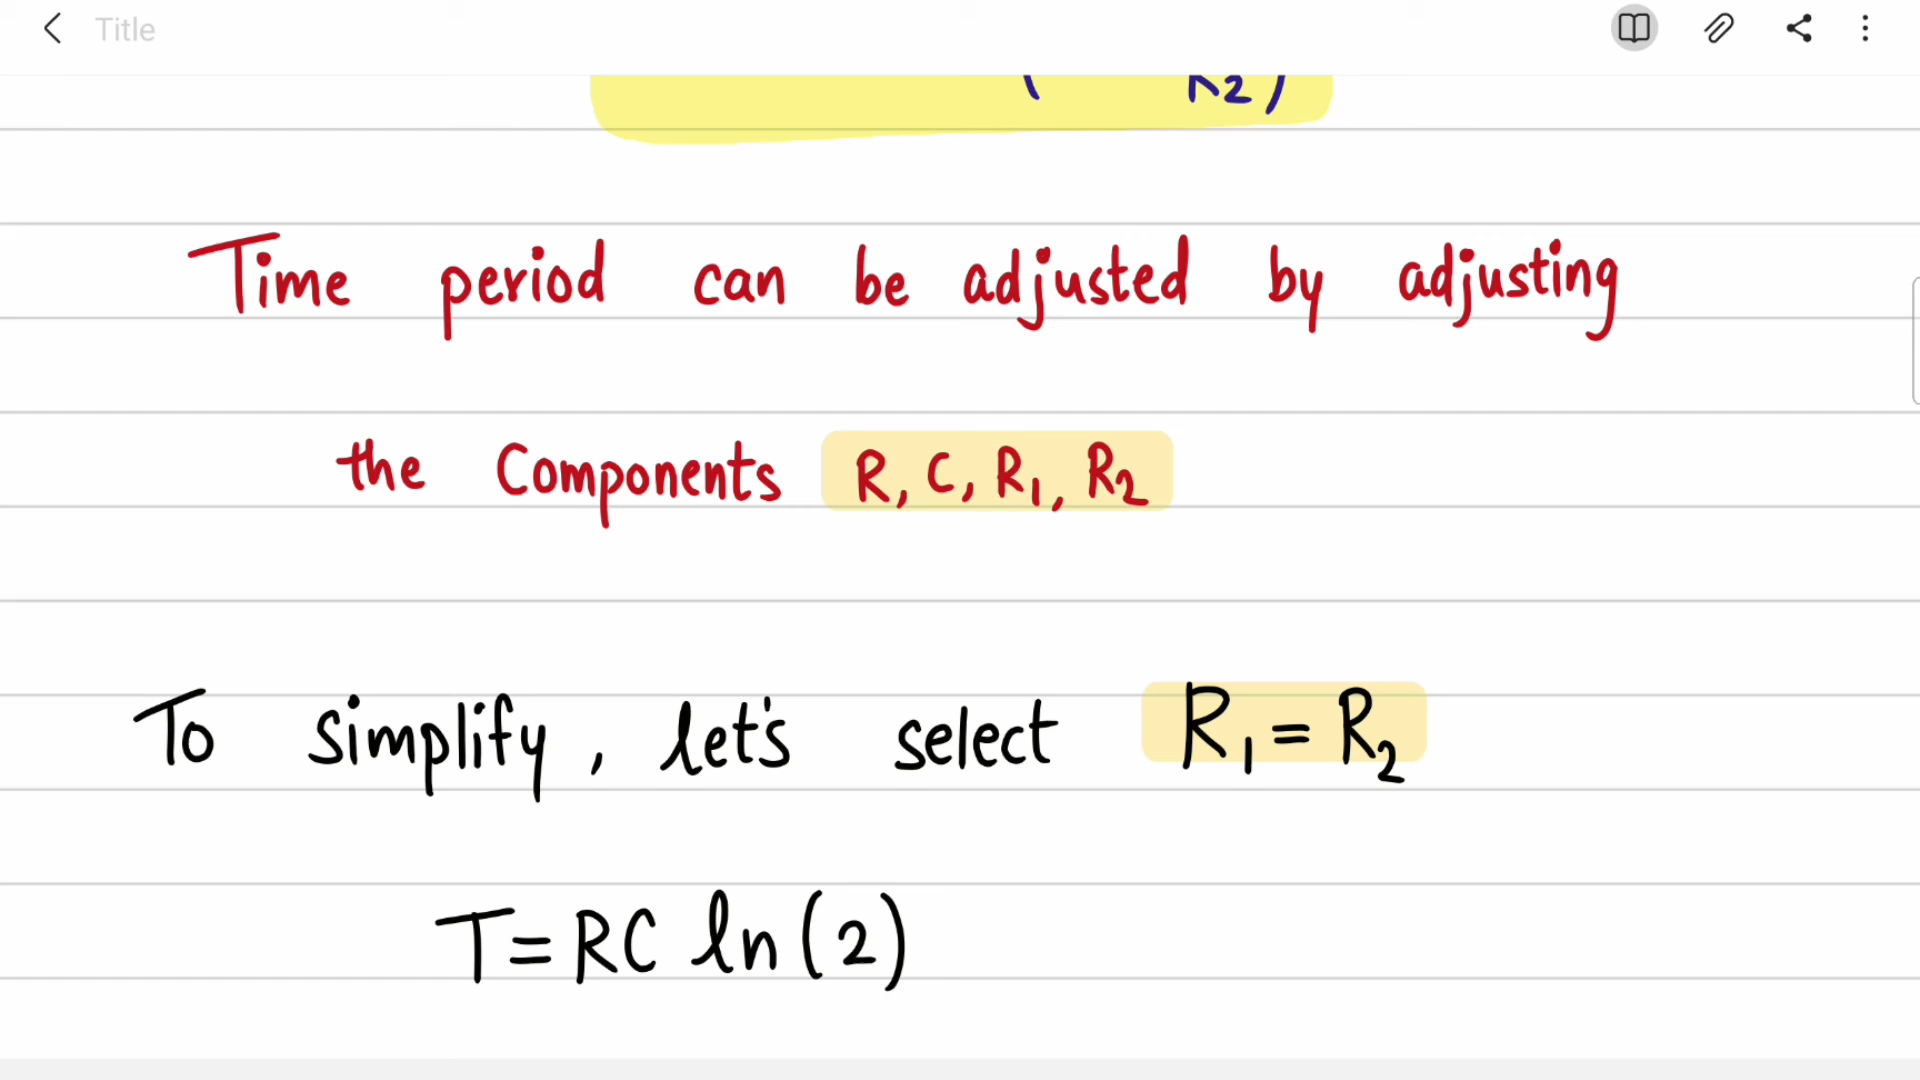 Title
R2)
Time period can be adjusted by adjusting
the Components R, C, R1, R2
To simplify, let's select R1 = R2
T = RC ln (2)